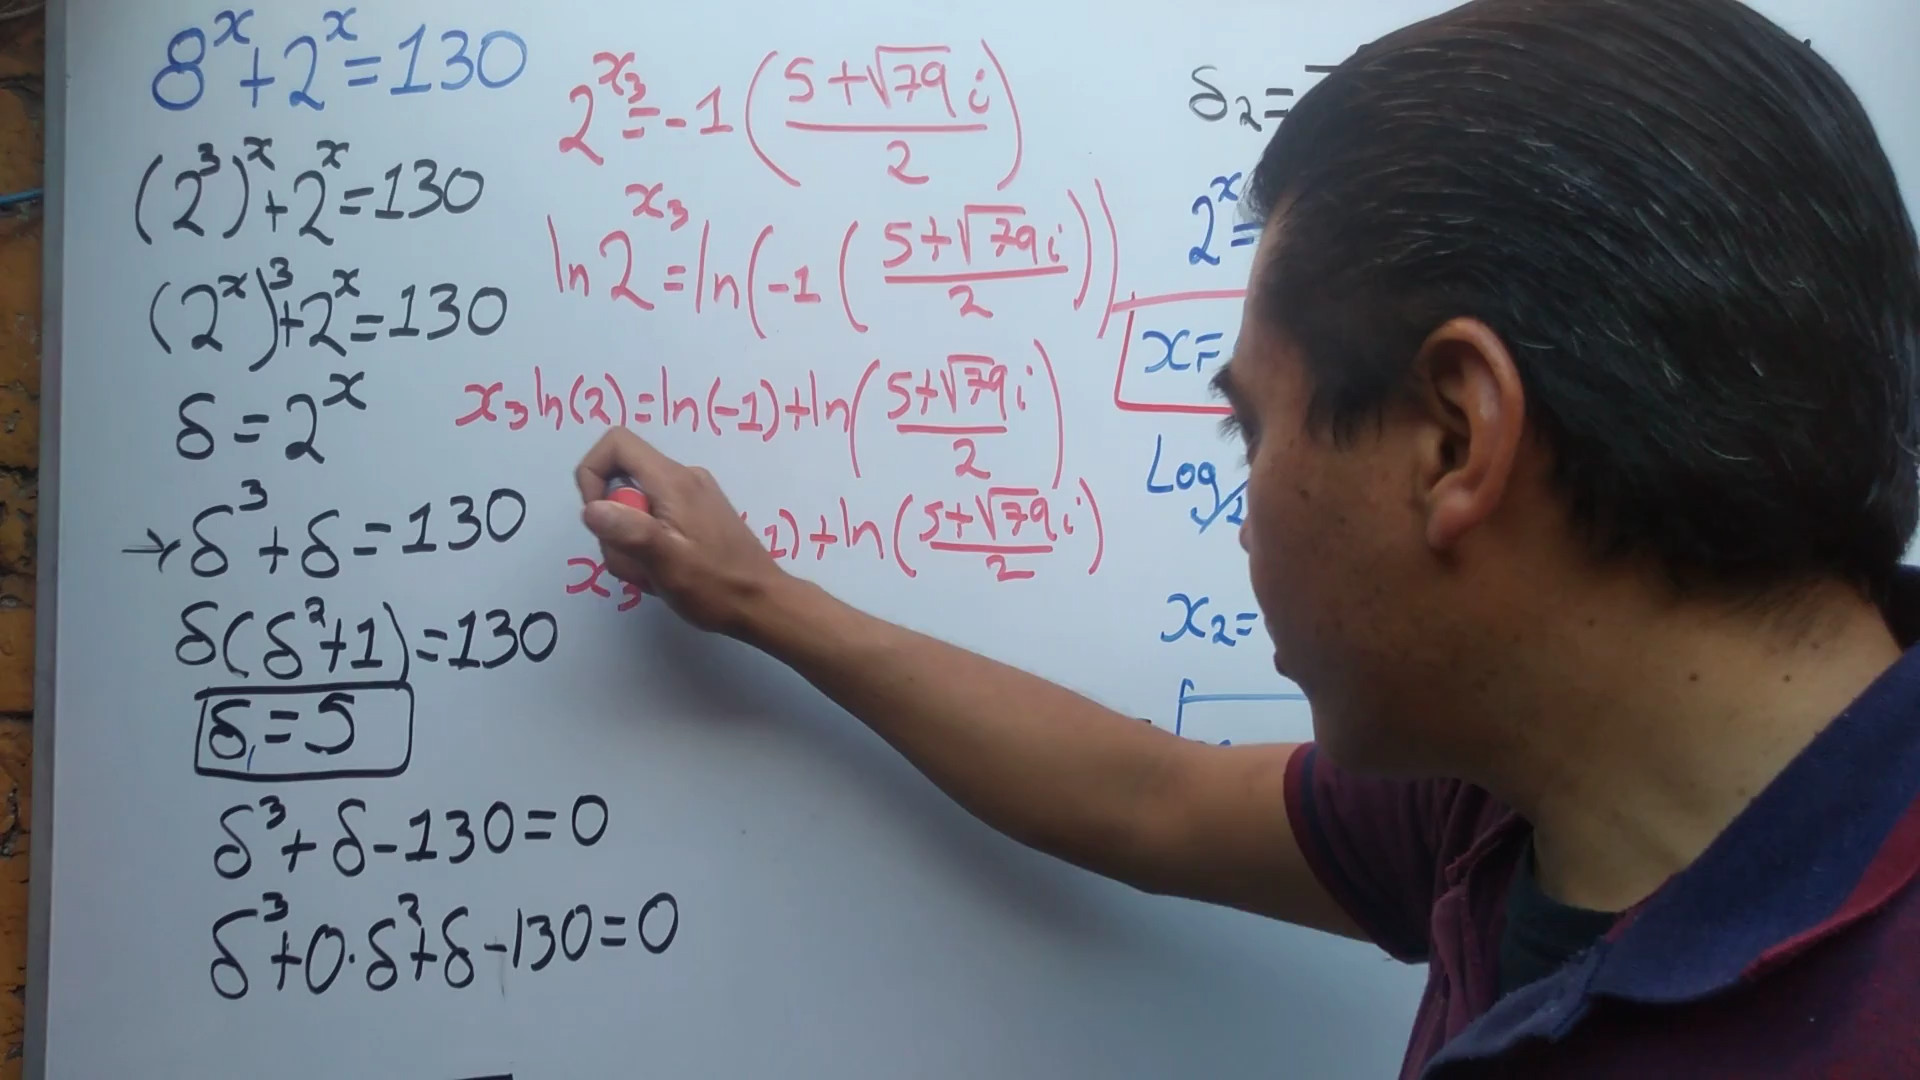 8^x + 2^x = 130
(2^3)^x + 2^x = 130
(2^x)^3 + 2^x = 130
δ = 2^x
→ δ^3 + δ = 130
δ(δ^2 + 1) = 130
δ₁ = 5
δ^3 + δ - 130 = 0
δ^3 + 0·δ^2 + δ - 130 = 0
2^x₃ = -1((5 + √79 i)/2)
ln 2^x₃ = ln(-1((5 + √79 i)/2))
x₃ ln(2) = ln(-1) + ln((5 + √79 i)/2)
x₃ 1) + ln((5 + √79 i)/2)
δ₂ =
2^x =
x =
Log
x₂ =